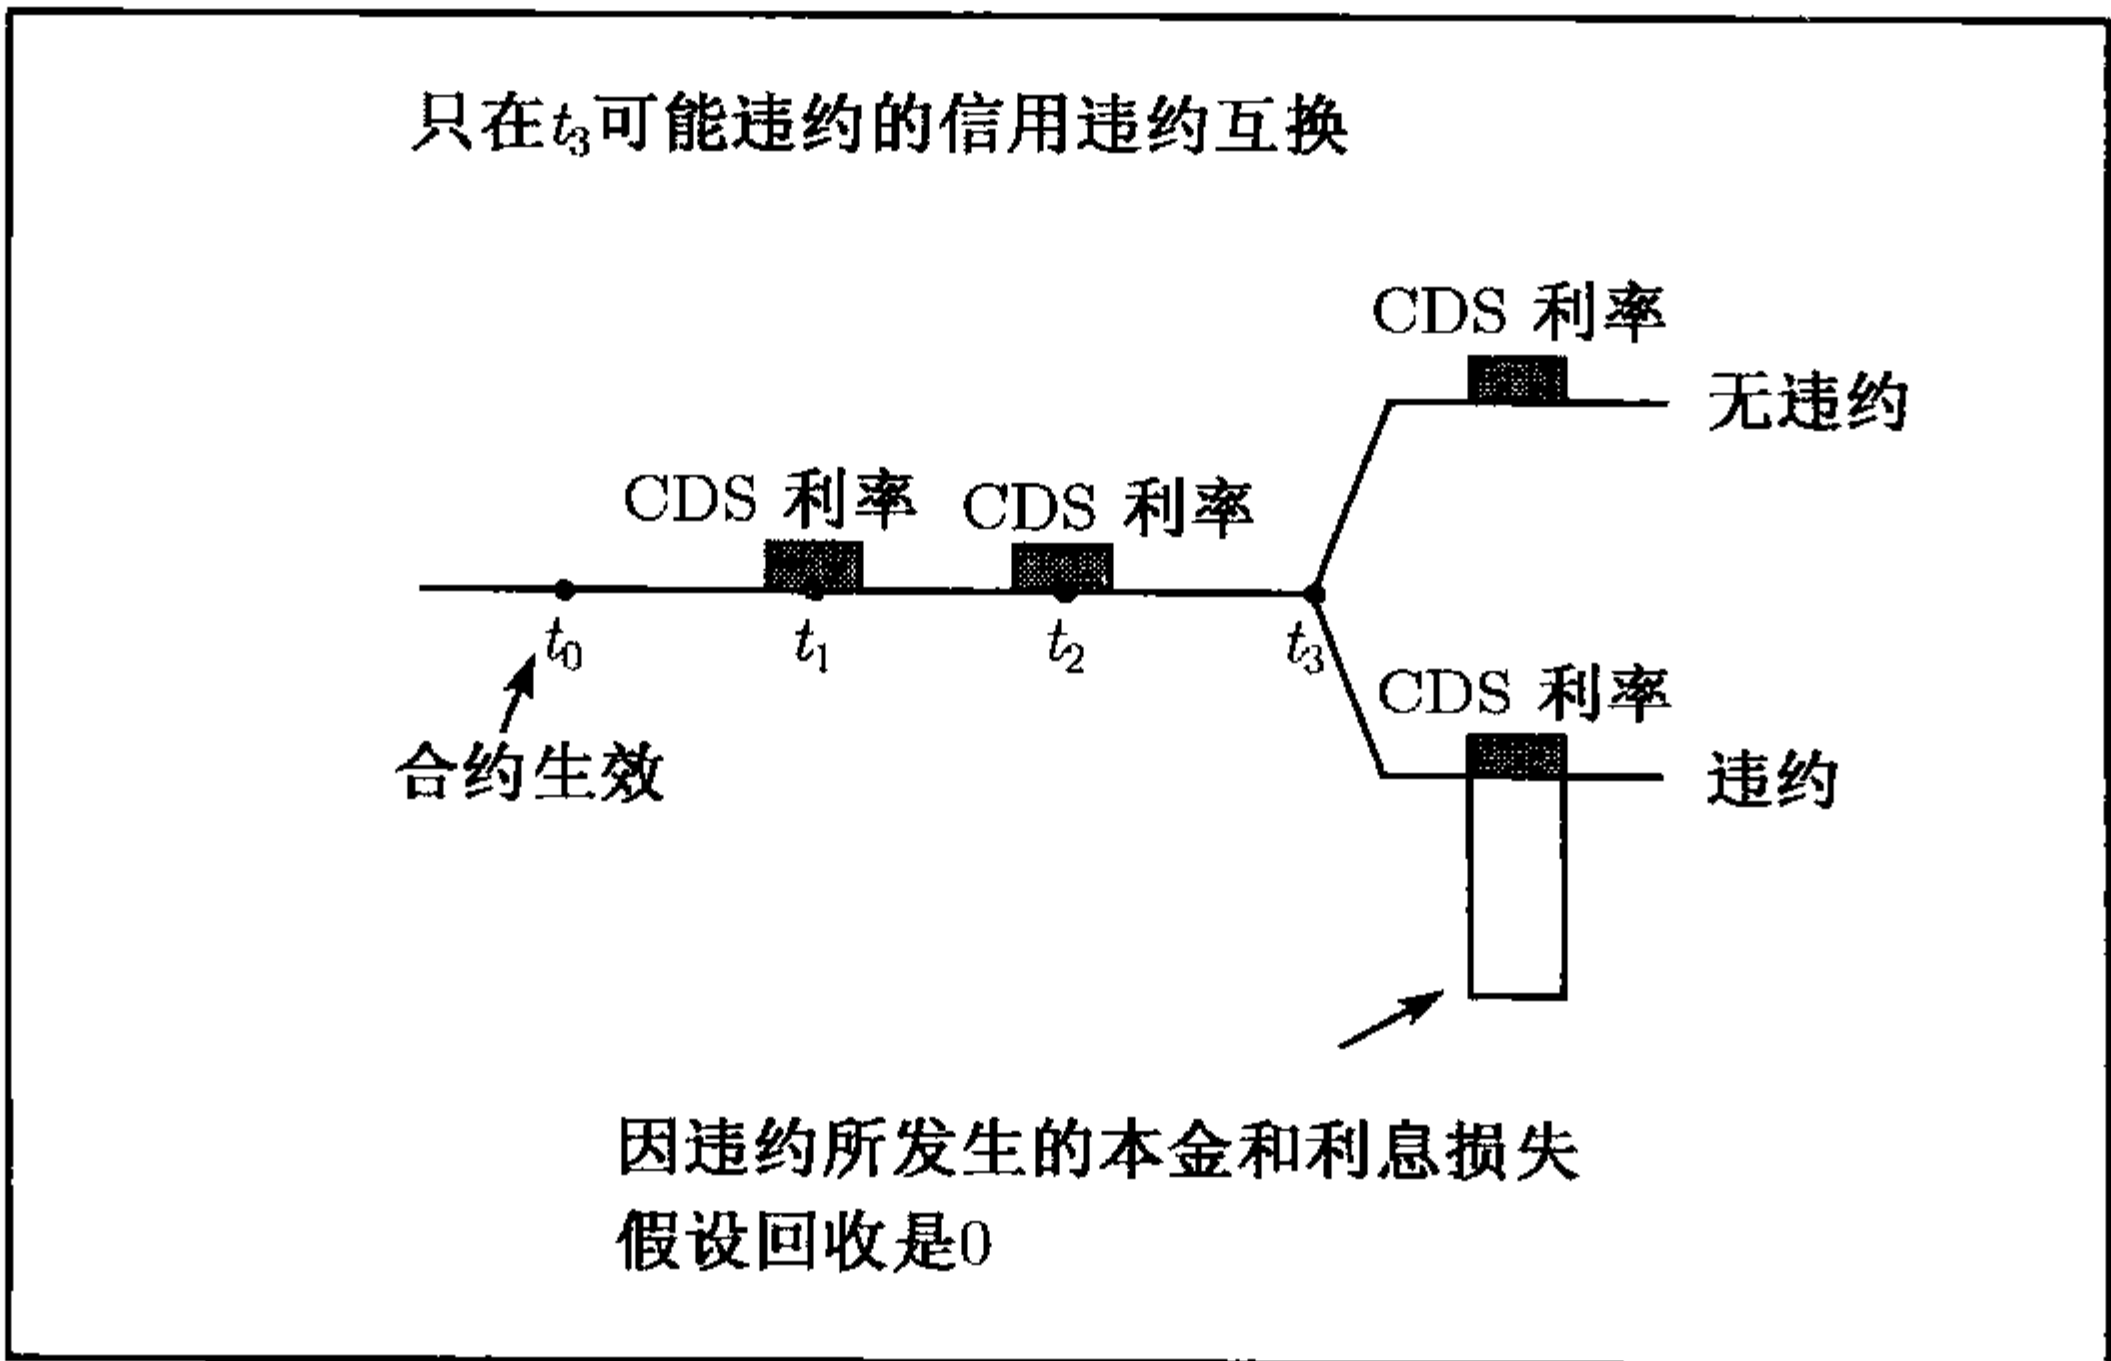 只在t₃可能违约的信用违约互换
CDS 利率
无违约
CDS 利率
CDS 利率
t₀
t₁
t₂
t₃
CDS 利率
合约生效
违约
因违约所发生的本金和利息损失
假设回收是0